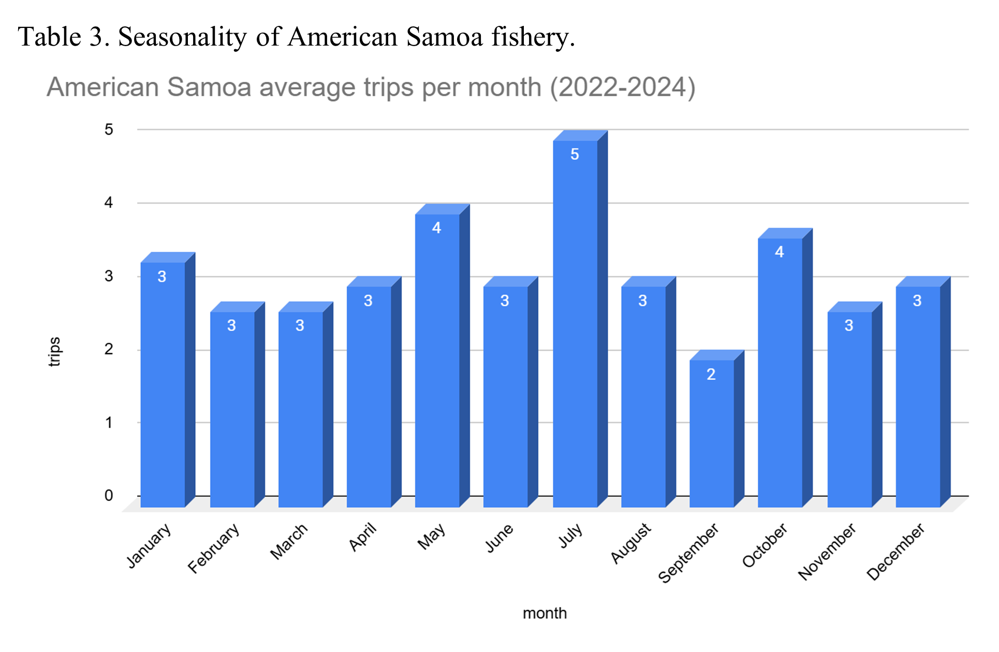 Table 3. Seasonality of American Samoa fishery.
American Samoa average trips per month (2022-2024)
5
4
3
2
1
0
trips
3
3
3
3
4
3
5
3
2
4
3
3
January
February
March
April
May
June
July
August
September
October
November
December
month